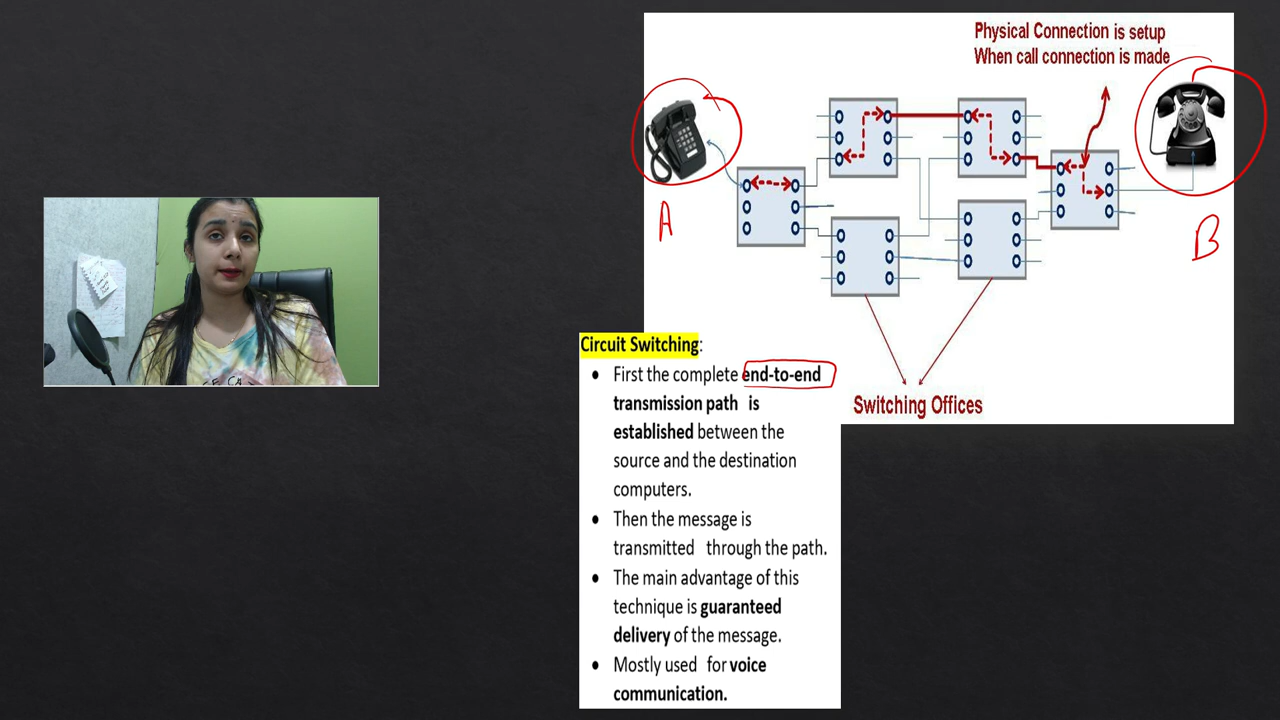 Physical Connection is setup
When call connection is made
A
B
Switching Offices
Circuit Switching:
• First the complete end-to-end
transmission path is
established between the
source and the destination
computers.
• Then the message is
transmitted through the path.
• The main advantage of this
technique is guaranteed
delivery of the message.
• Mostly used for voice
communication.